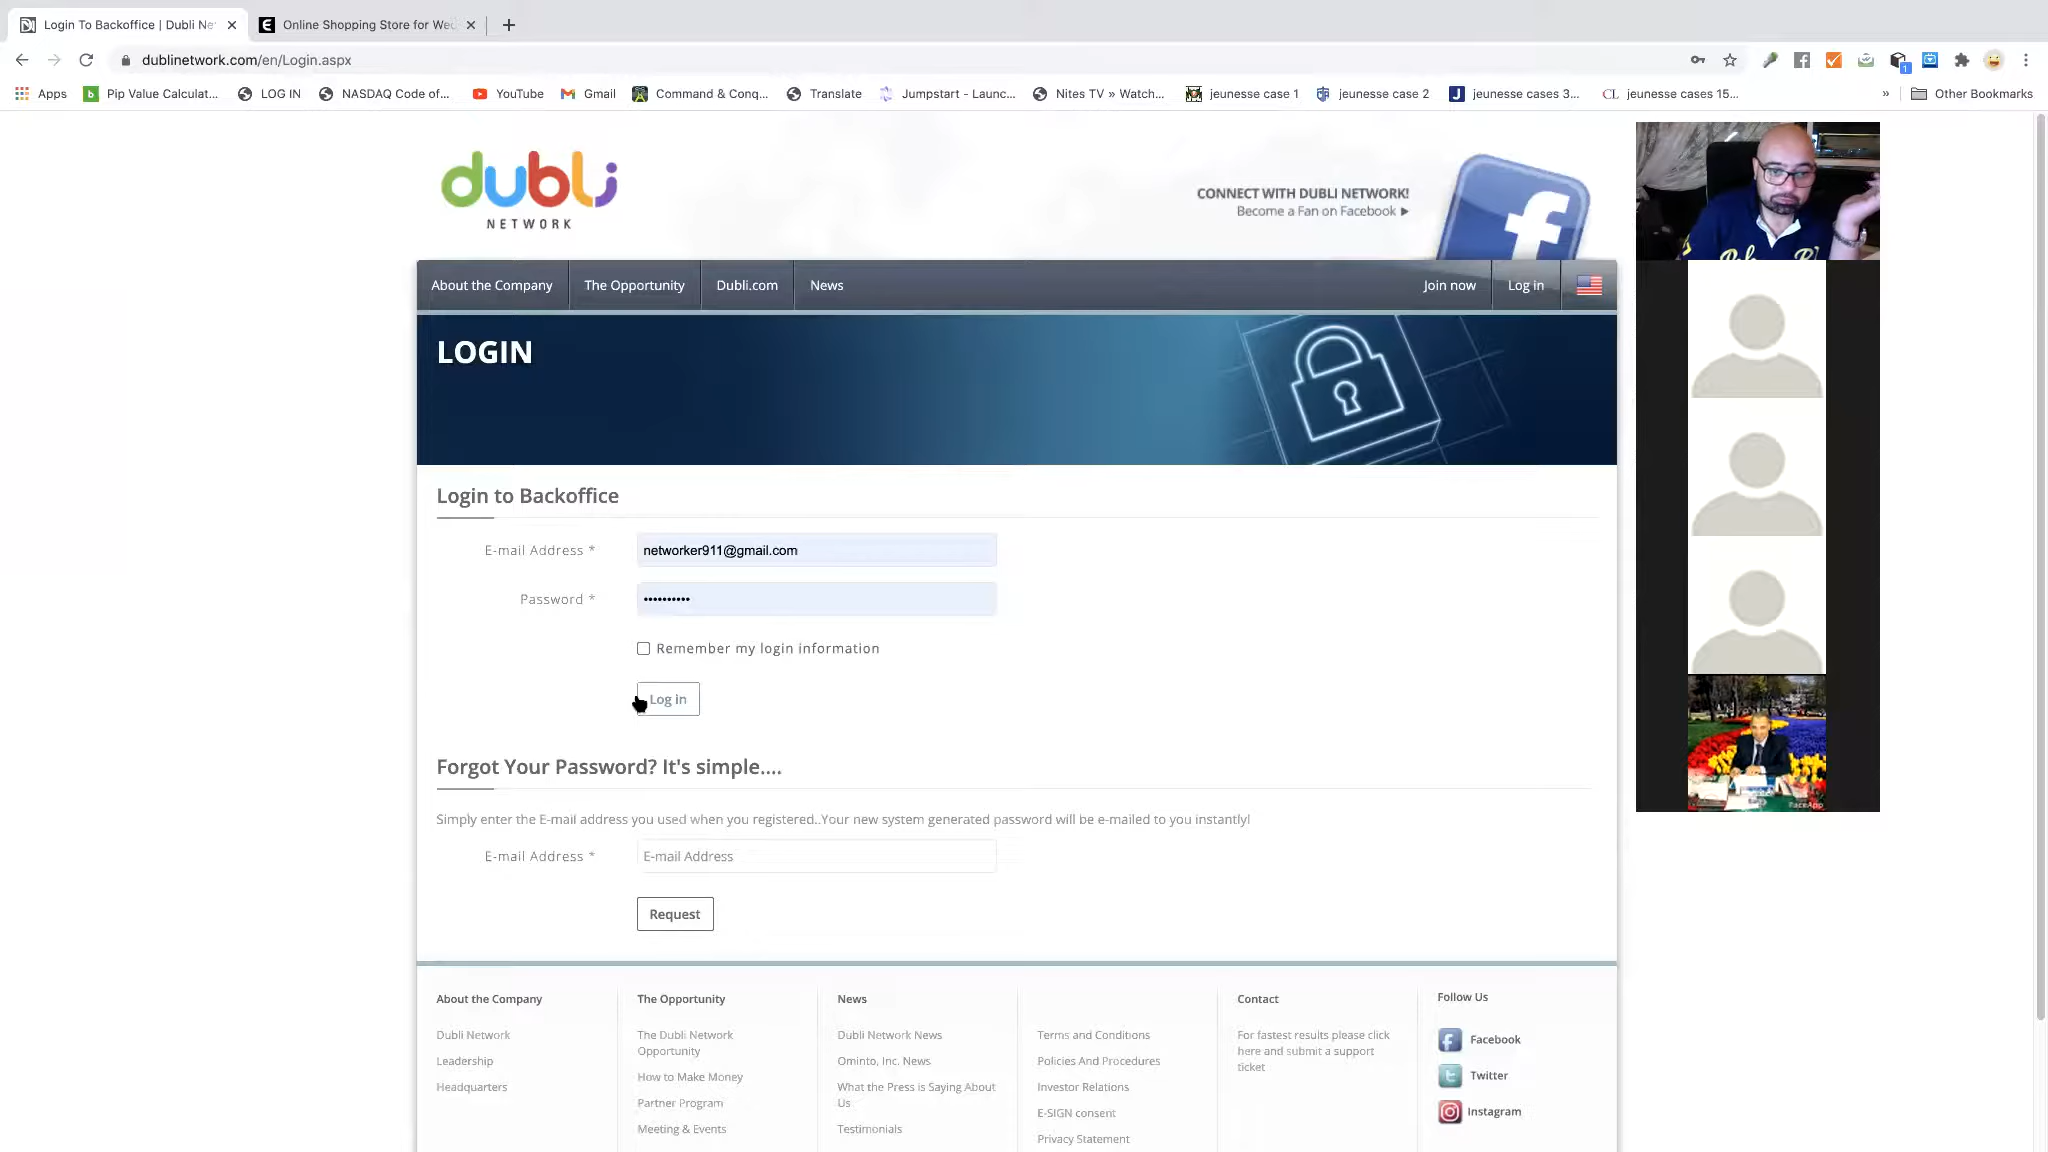 Login To Backoffice | Dubli Ne
Online Shopping Store for We
dublinetwork.com/en/Login.aspx
Apps
Pip Value Calculat...
LOG IN
NASDAQ Code of...
YouTube
Gmail
Command & Conq...
Translate
Jumpstart - Launc...
Nites TV » Watch...
jeunesse case 1
jeunesse case 2
jeunesse cases 3...
CL jeunesse cases 15...
»
Other Bookmarks
dubli
NETWORK
CONNECT WITH DUBLI NETWORK!
Become a Fan on Facebook ▶
About the Company
The Opportunity
Dubli.com
News
Join now
Log in
LOGIN
Login to Backoffice
E-mail Address *
networker911@gmail.com
Password *
••••••••••
Remember my login information
Log in
Forgot Your Password? It's simple....
Simply enter the E-mail address you used when you registered..Your new system generated password will be e-mailed to you instantly!
E-mail Address *
E-mail Address
Request
About the Company
Dubli Network
Leadership
Headquarters
The Opportunity
The Dubli Network
Opportunity
How to Make Money
Partner Program
Meeting & Events
News
Dubli Network News
Ominto, Inc. News
What the Press is Saying About
Us
Testimonials
Terms and Conditions
Policies And Procedures
Investor Relations
E-SIGN consent
Privacy Statement
Contact
For fastest results please click
here and submit a support
ticket
Follow Us
Facebook
Twitter
Instagram
FaceApp